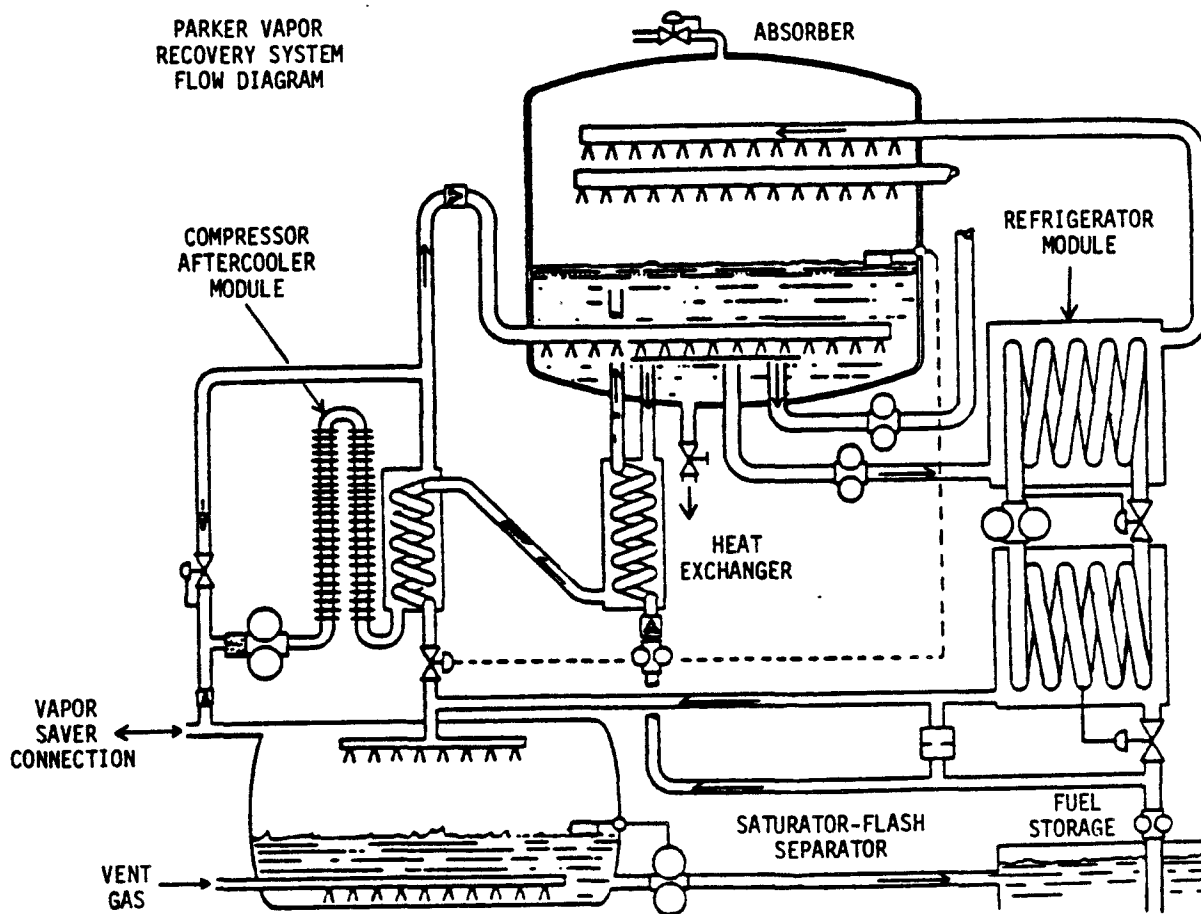 PARKER VAPOR
RECOVERY SYSTEM
FLOW DIAGRAM
ABSORBER
COMPRESSOR
AFTERCOOLER
MODULE
REFRIGERATOR
MODULE
HEAT
EXCHANGER
VAPOR
SAVER
CONNECTION
SATURATOR-FLASH
SEPARATOR
FUEL
STORAGE
VENT
GAS